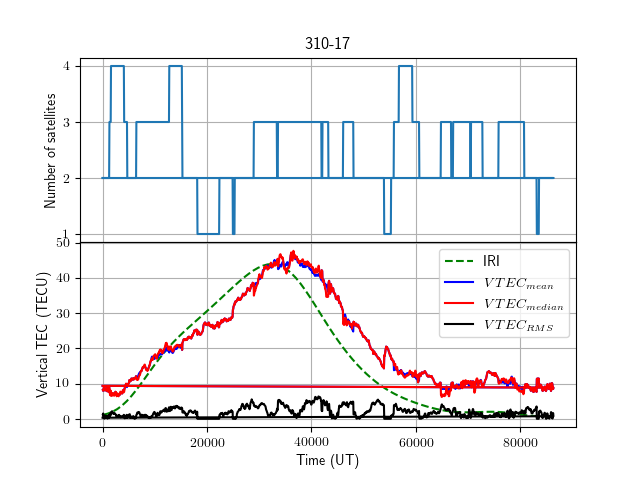 310-17
Number of satellites
4
3
2
1
Vertical TEC (TECU)
50
40
30
20
10
0
IRI
VTEC_mean
VTEC_median
VTEC_RMS
0 20000 40000 60000 80000
Time (UT)